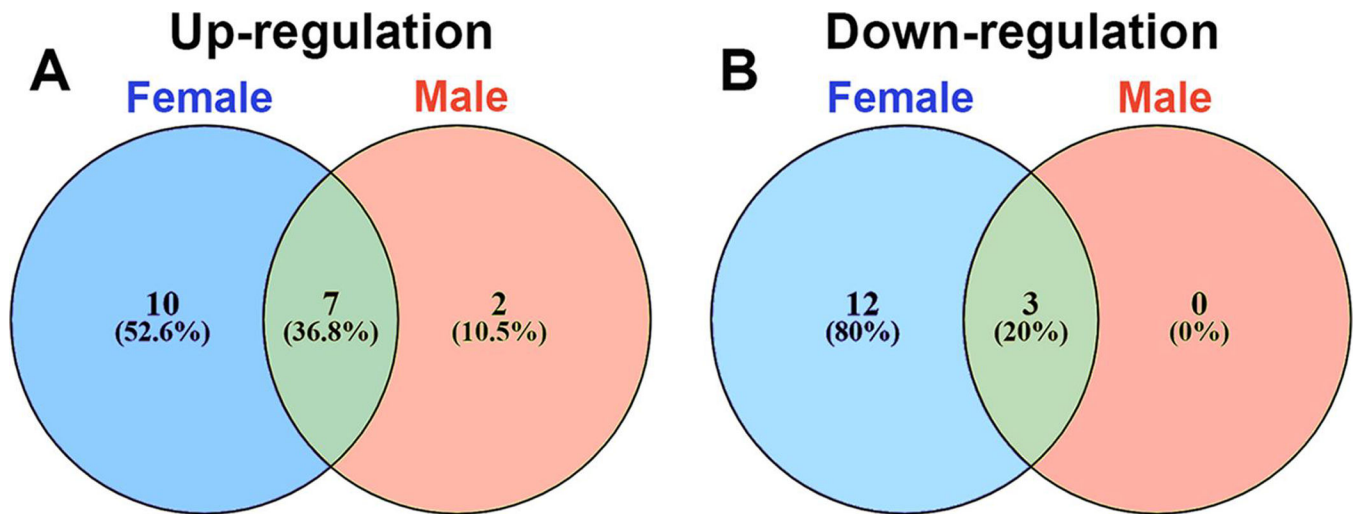 Up-regulation
A
Female Male
10
(52.6%)
7
(36.8%)
2
(10.5%)
Down-regulation
B
Female Male
12
(80%)
3
(20%)
0
(0%)